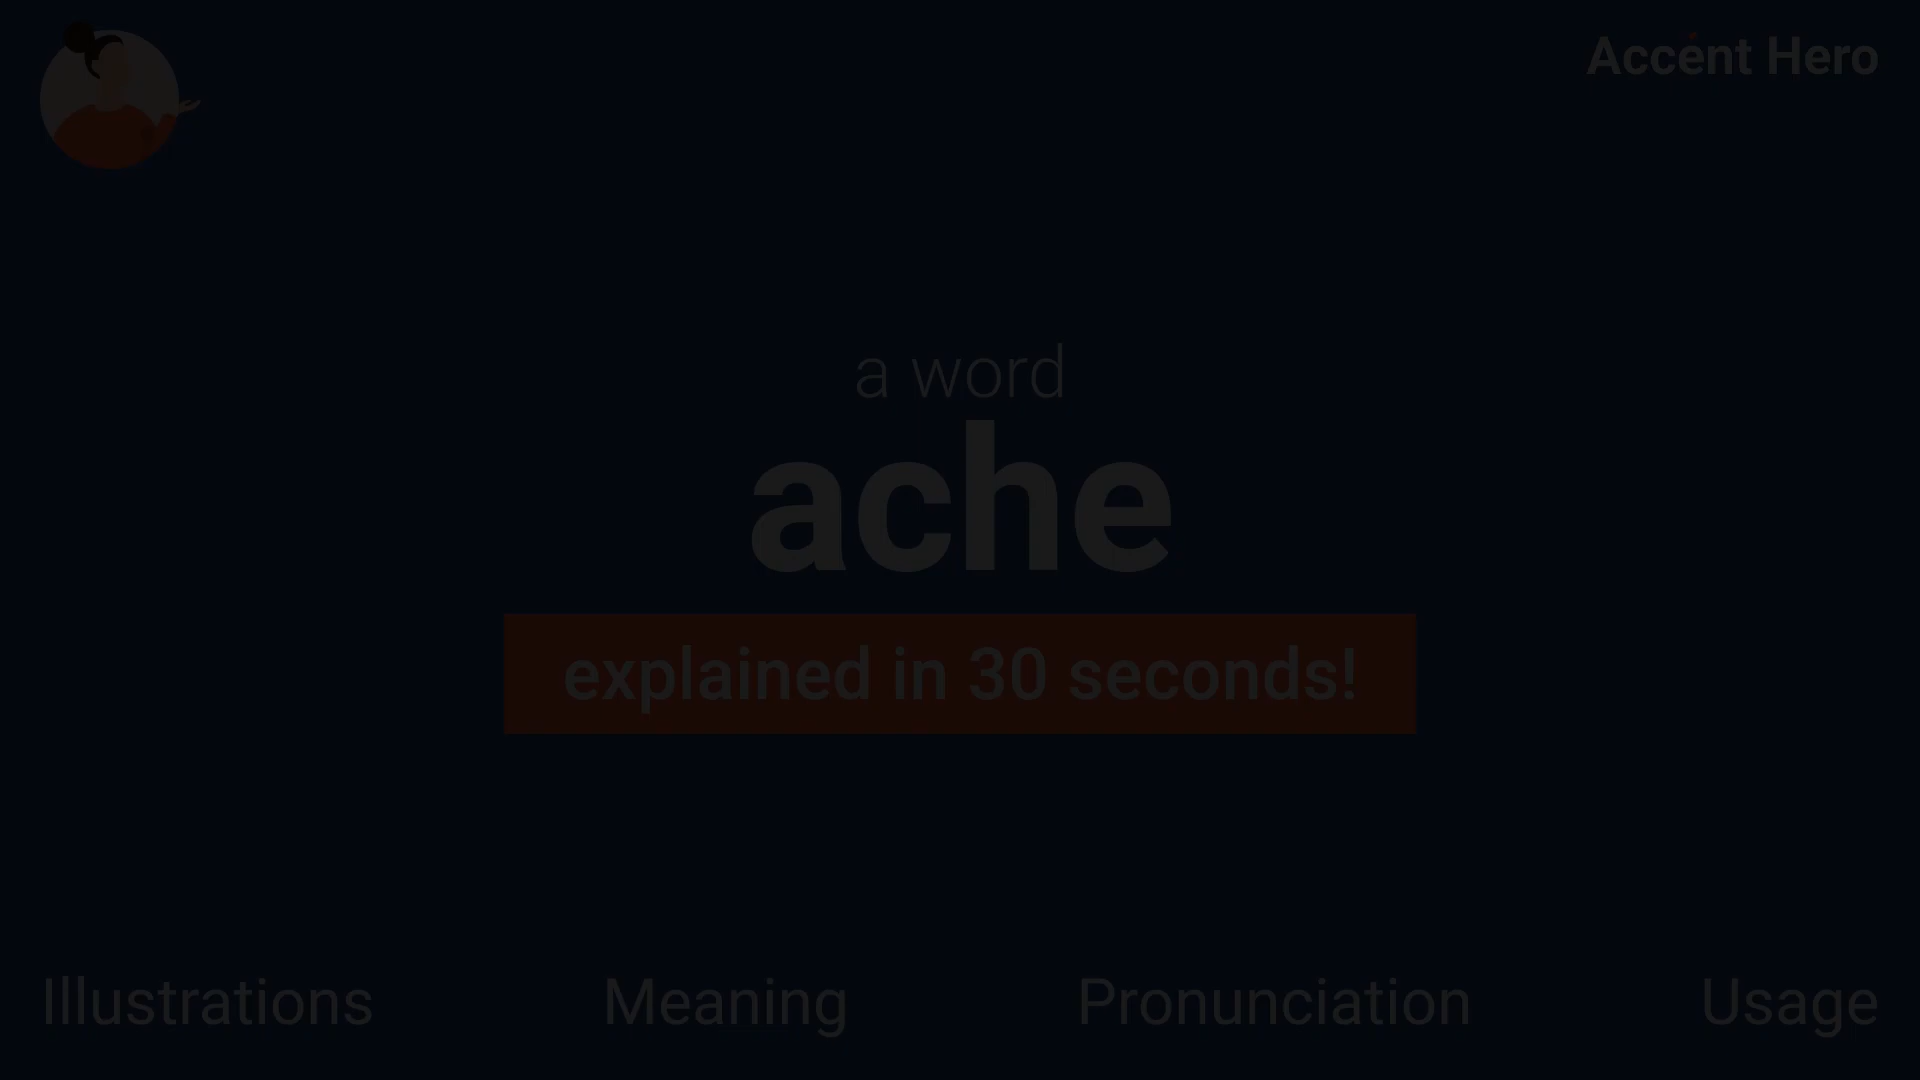 Accent Hero
a word
ache
explained in 30 seconds!
Illustrations
Meaning
Pronunciation
Usage